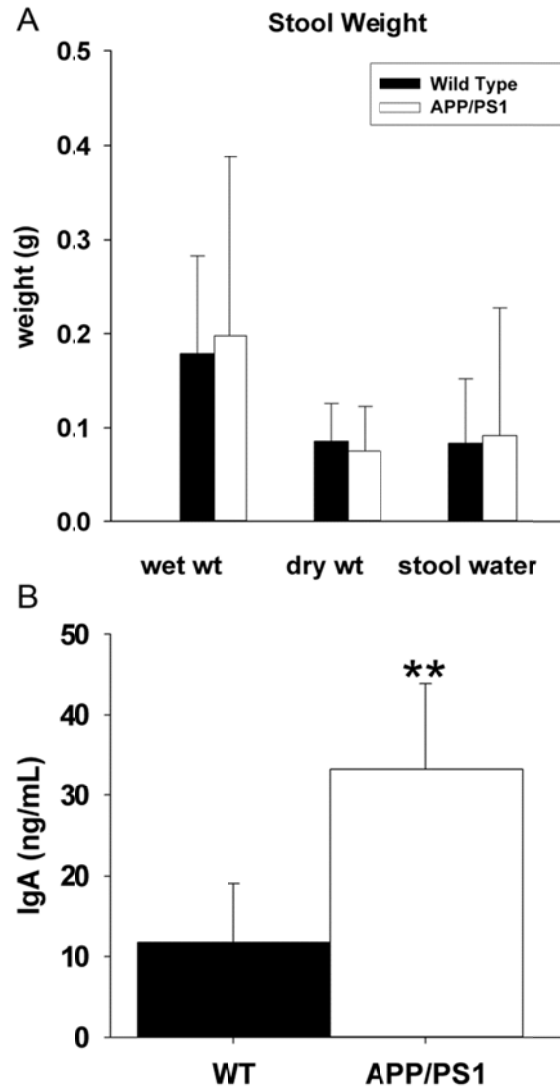 A
Stool Weight
Wild Type
APP/PS1
weight (g)
0.5
0.4
0.3
0.2
0.1
0.0
wet wt dry wt stool water
B
**
IgA (ng/mL)
50
40
30
20
10
0
WT APP/PS1